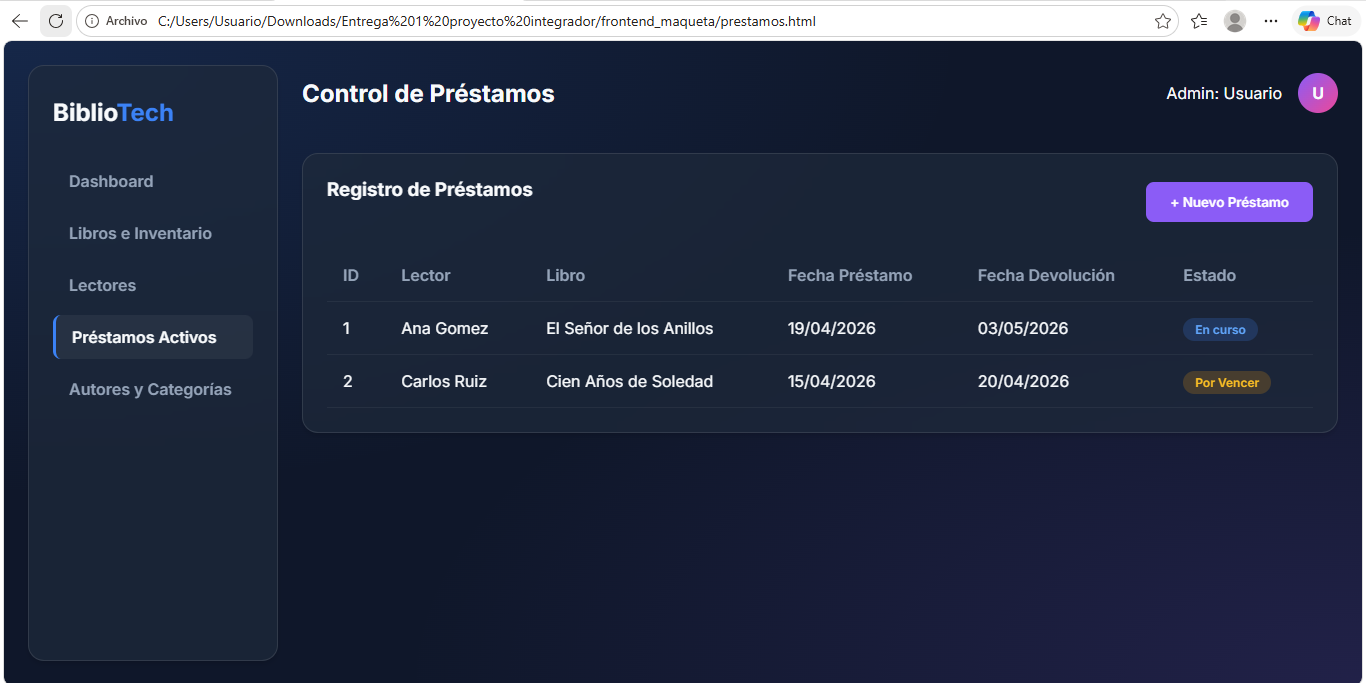 Archivo C:/Users/Usuario/Downloads/Entrega%201%20proyecto%20integrador/frontend_maqueta/prestamos.html
Chat
BiblioTech
Dashboard
Libros e Inventario
Lectores
Préstamos Activos
Autores y Categorías
Control de Préstamos
Admin: Usuario U
Registro de Préstamos
+ Nuevo Préstamo
ID Lector Libro Fecha Préstamo Fecha Devolución Estado
1 Ana Gomez El Señor de los Anillos 19/04/2026 03/05/2026 En curso
2 Carlos Ruiz Cien Años de Soledad 15/04/2026 20/04/2026 Por Vencer